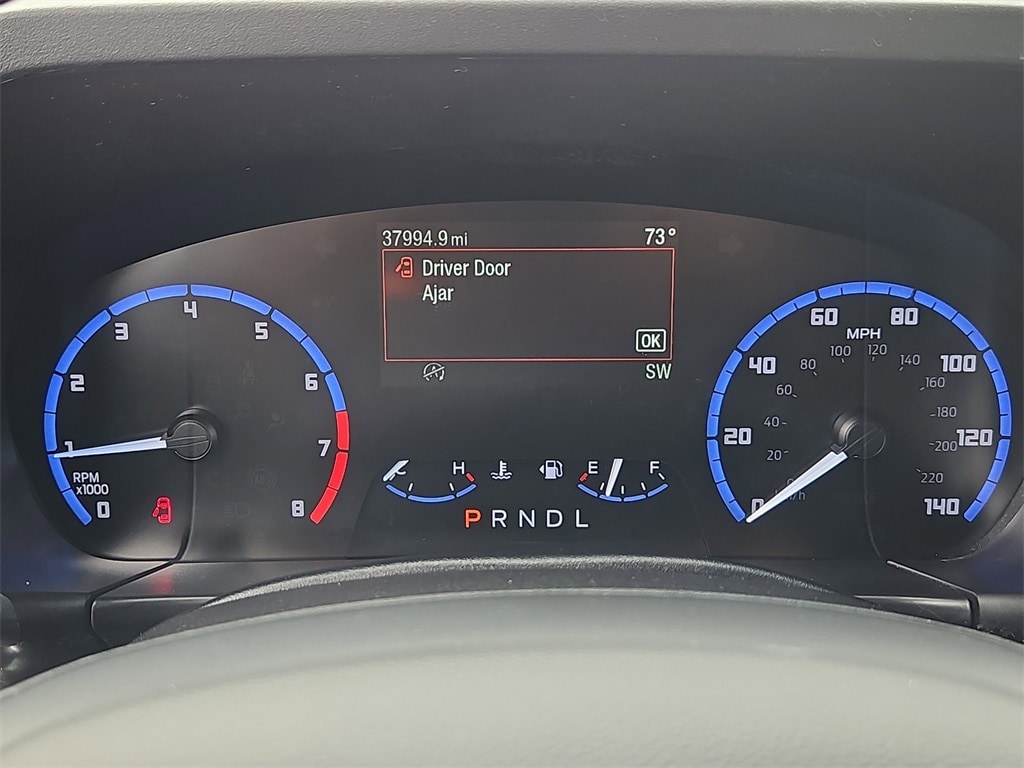 37994.9 mi 73°
Driver Door
Ajar
OK
SW
0 1 2 3 4 5 6 7 8
RPM
x1000
H E F
P R N D L
MPH
0 20 40 60 80 100 120 140
20 40 60 80 100 120 140 160 180 200 220